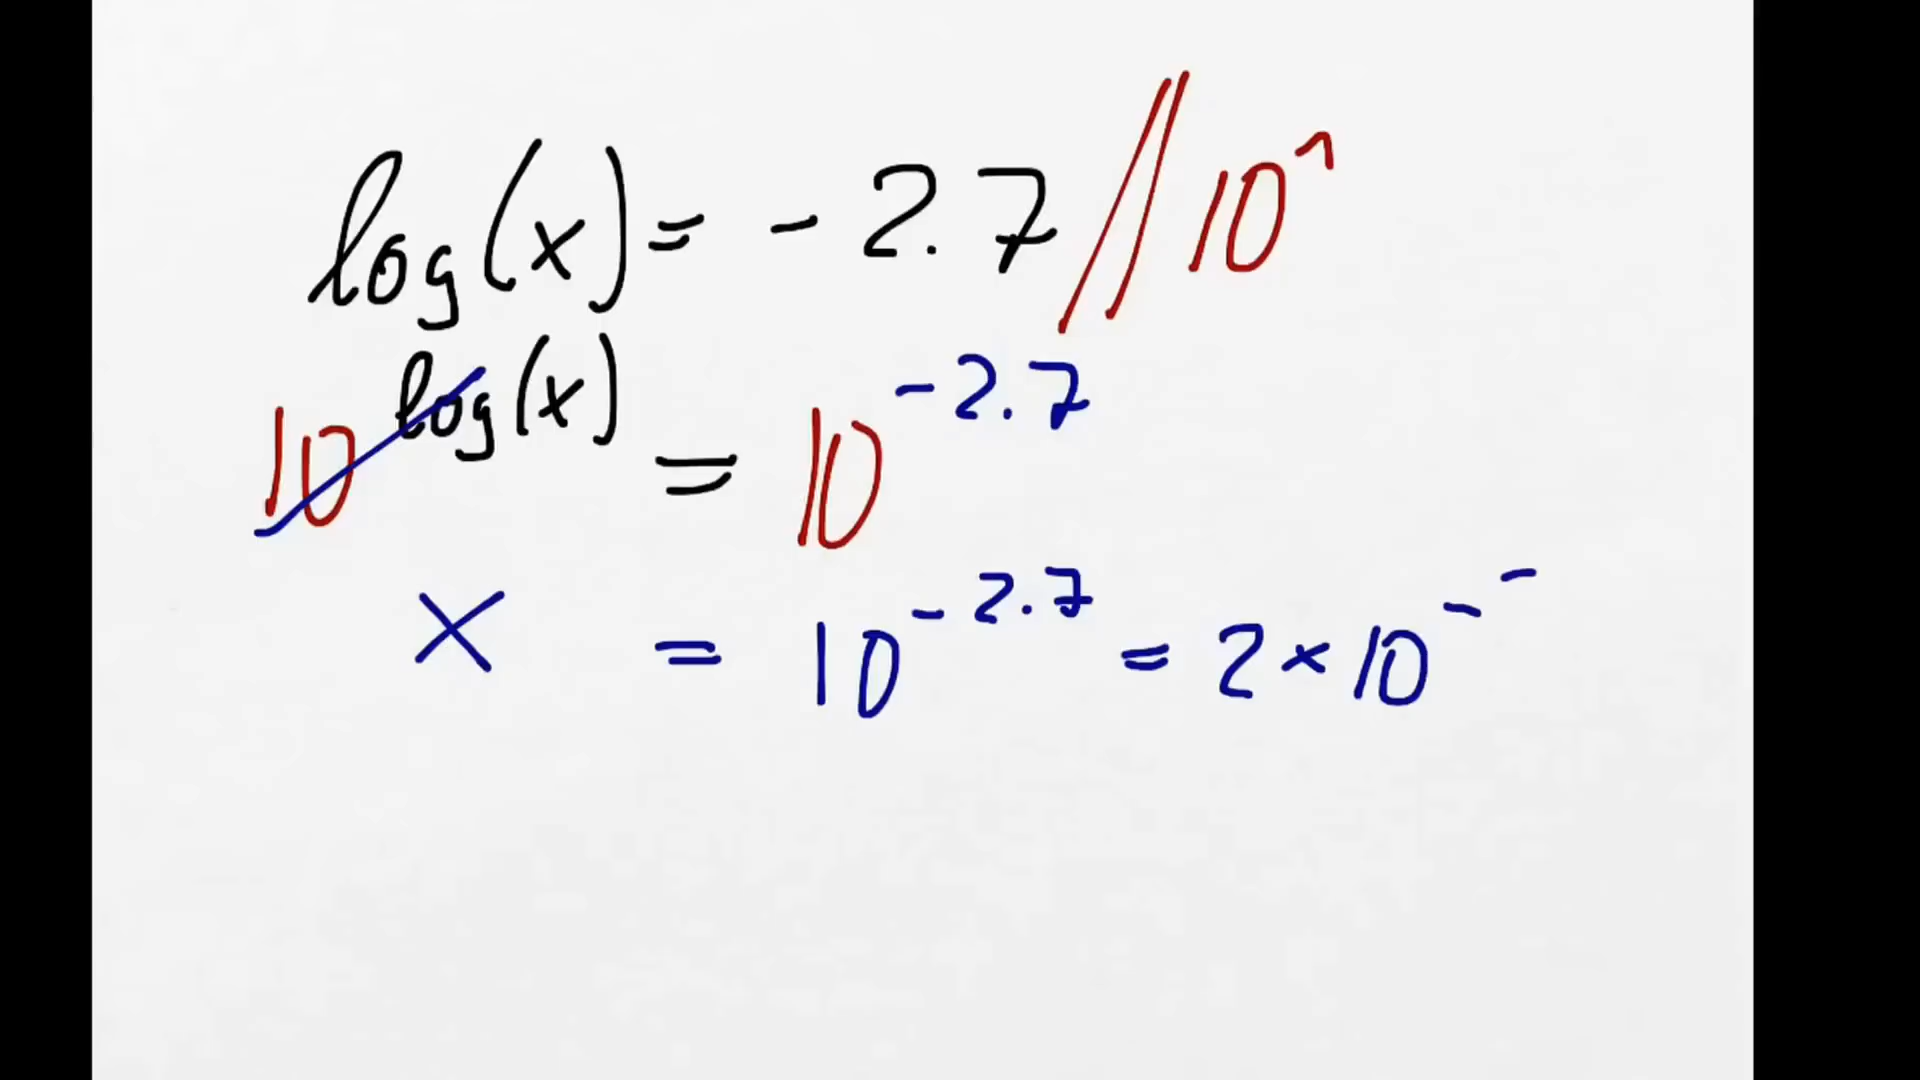 log(x) = -2.7 // 10^
10^log(x) = 10^-2.7
x = 10^-2.7 = 2 × 10^-